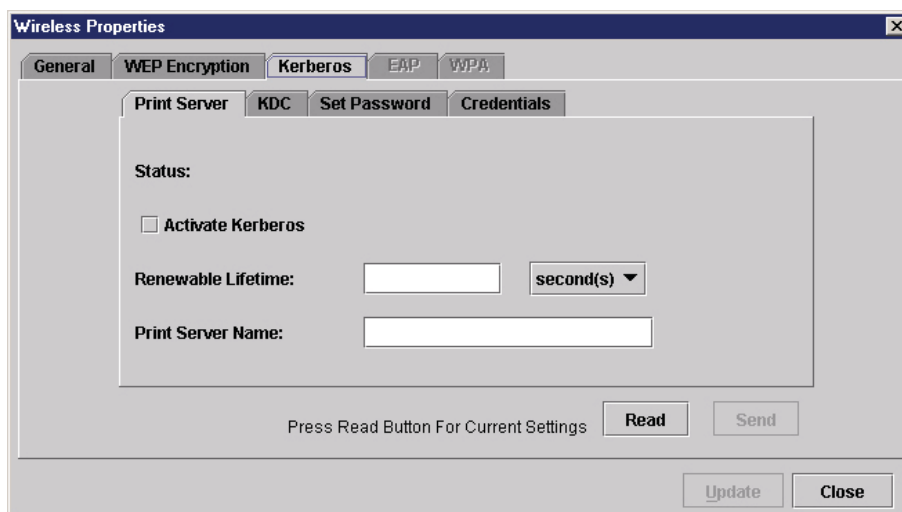 Wireless Properties
General WEP Encryption Kerberos EAP WPA
Print Server KDC Set Password Credentials
Status:
Activate Kerberos
Renewable Lifetime: second(s)
Print Server Name:
Press Read Button For Current Settings Read Send
Update Close